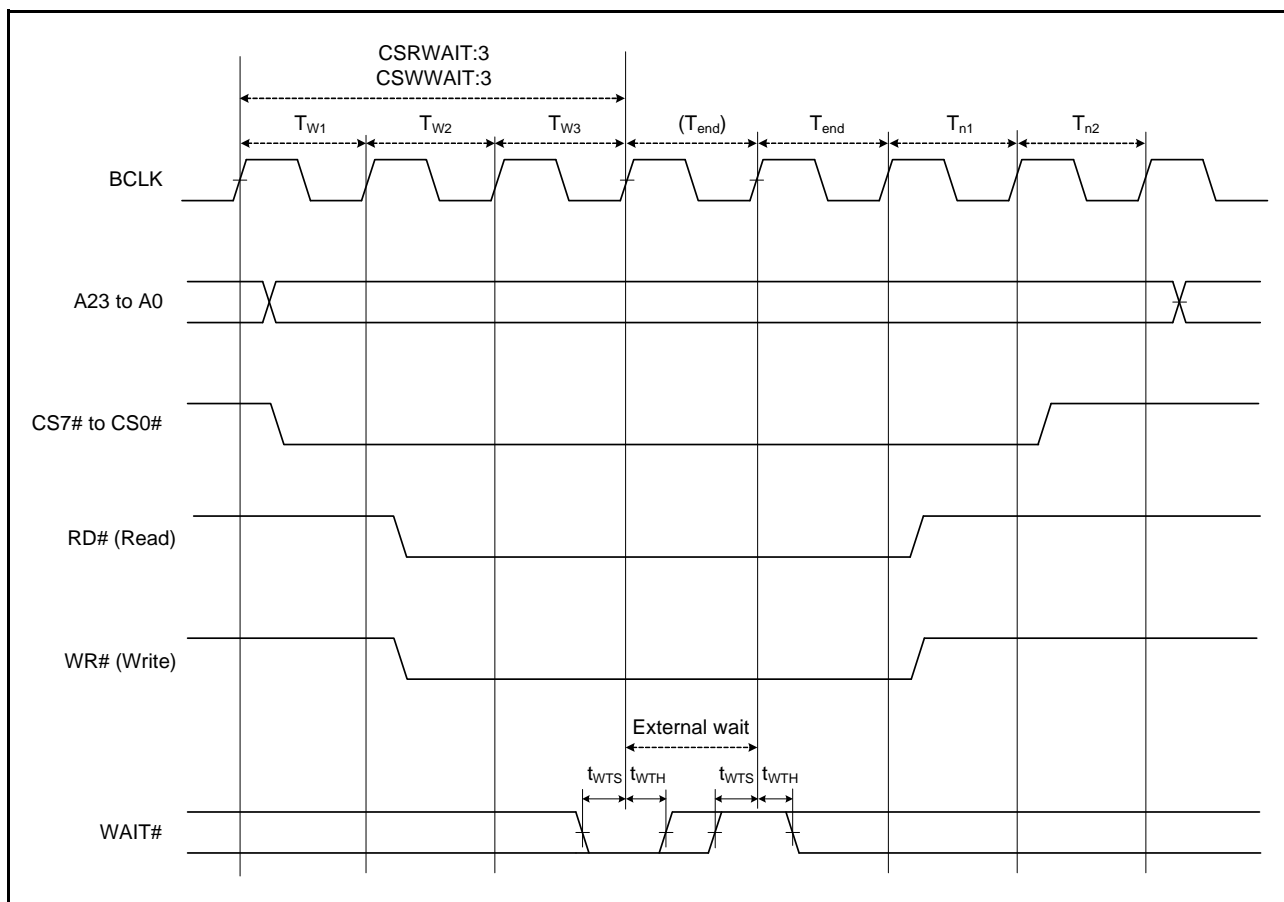 CSRWAIT:3
CSWWAIT:3
TW1 TW2 TW3 (Tend) Tend Tn1 Tn2
BCLK
A23 to A0
CS7# to CS0#
RD# (Read)
WR# (Write)
External wait
tWTS tWTH tWTS tWTH
WAIT#